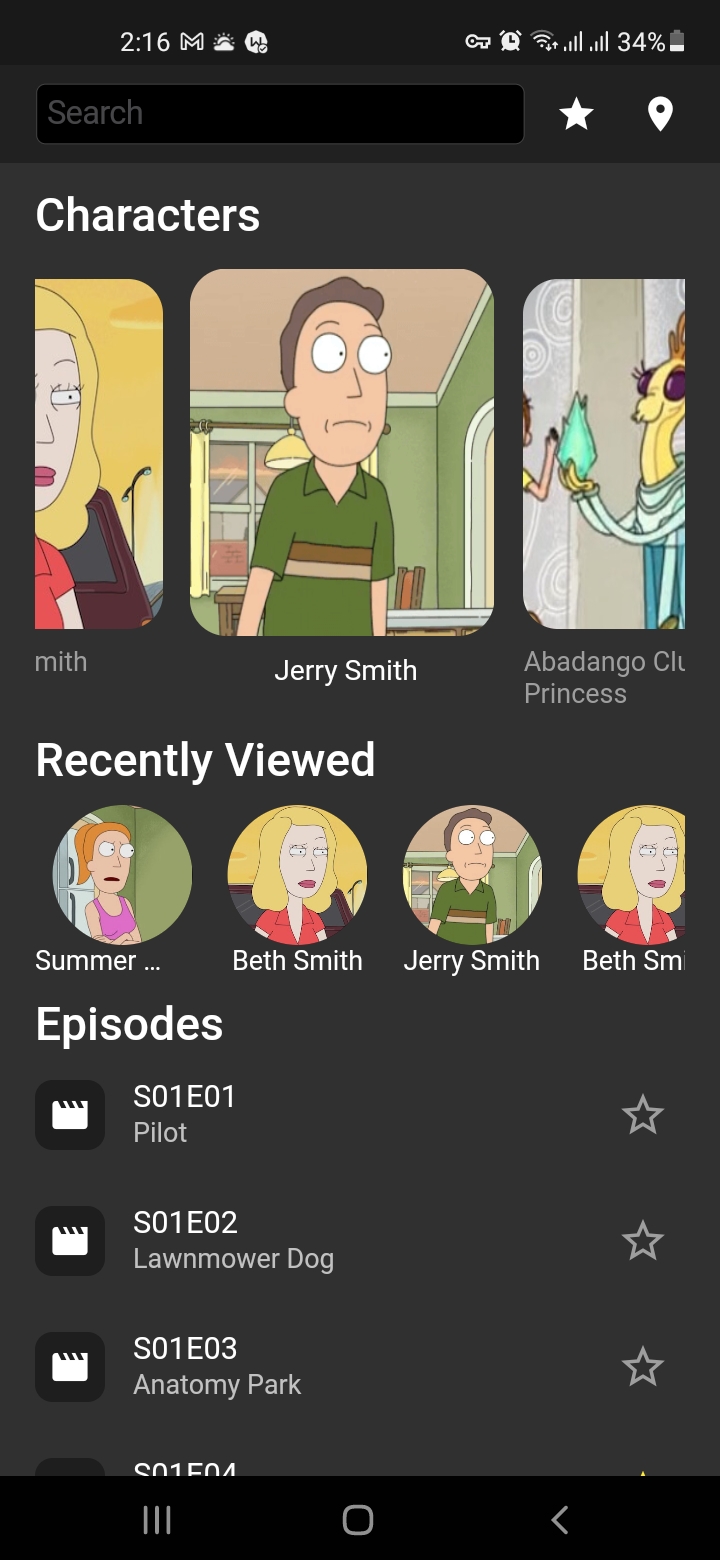 2:16
34%
Search
Characters
mith
Jerry Smith
Abadango Clu
Princess
Recently Viewed
Summer ...
Beth Smith
Jerry Smith
Beth Smi
Episodes
S01E01
Pilot
S01E02
Lawnmower Dog
S01E03
Anatomy Park
S01E04